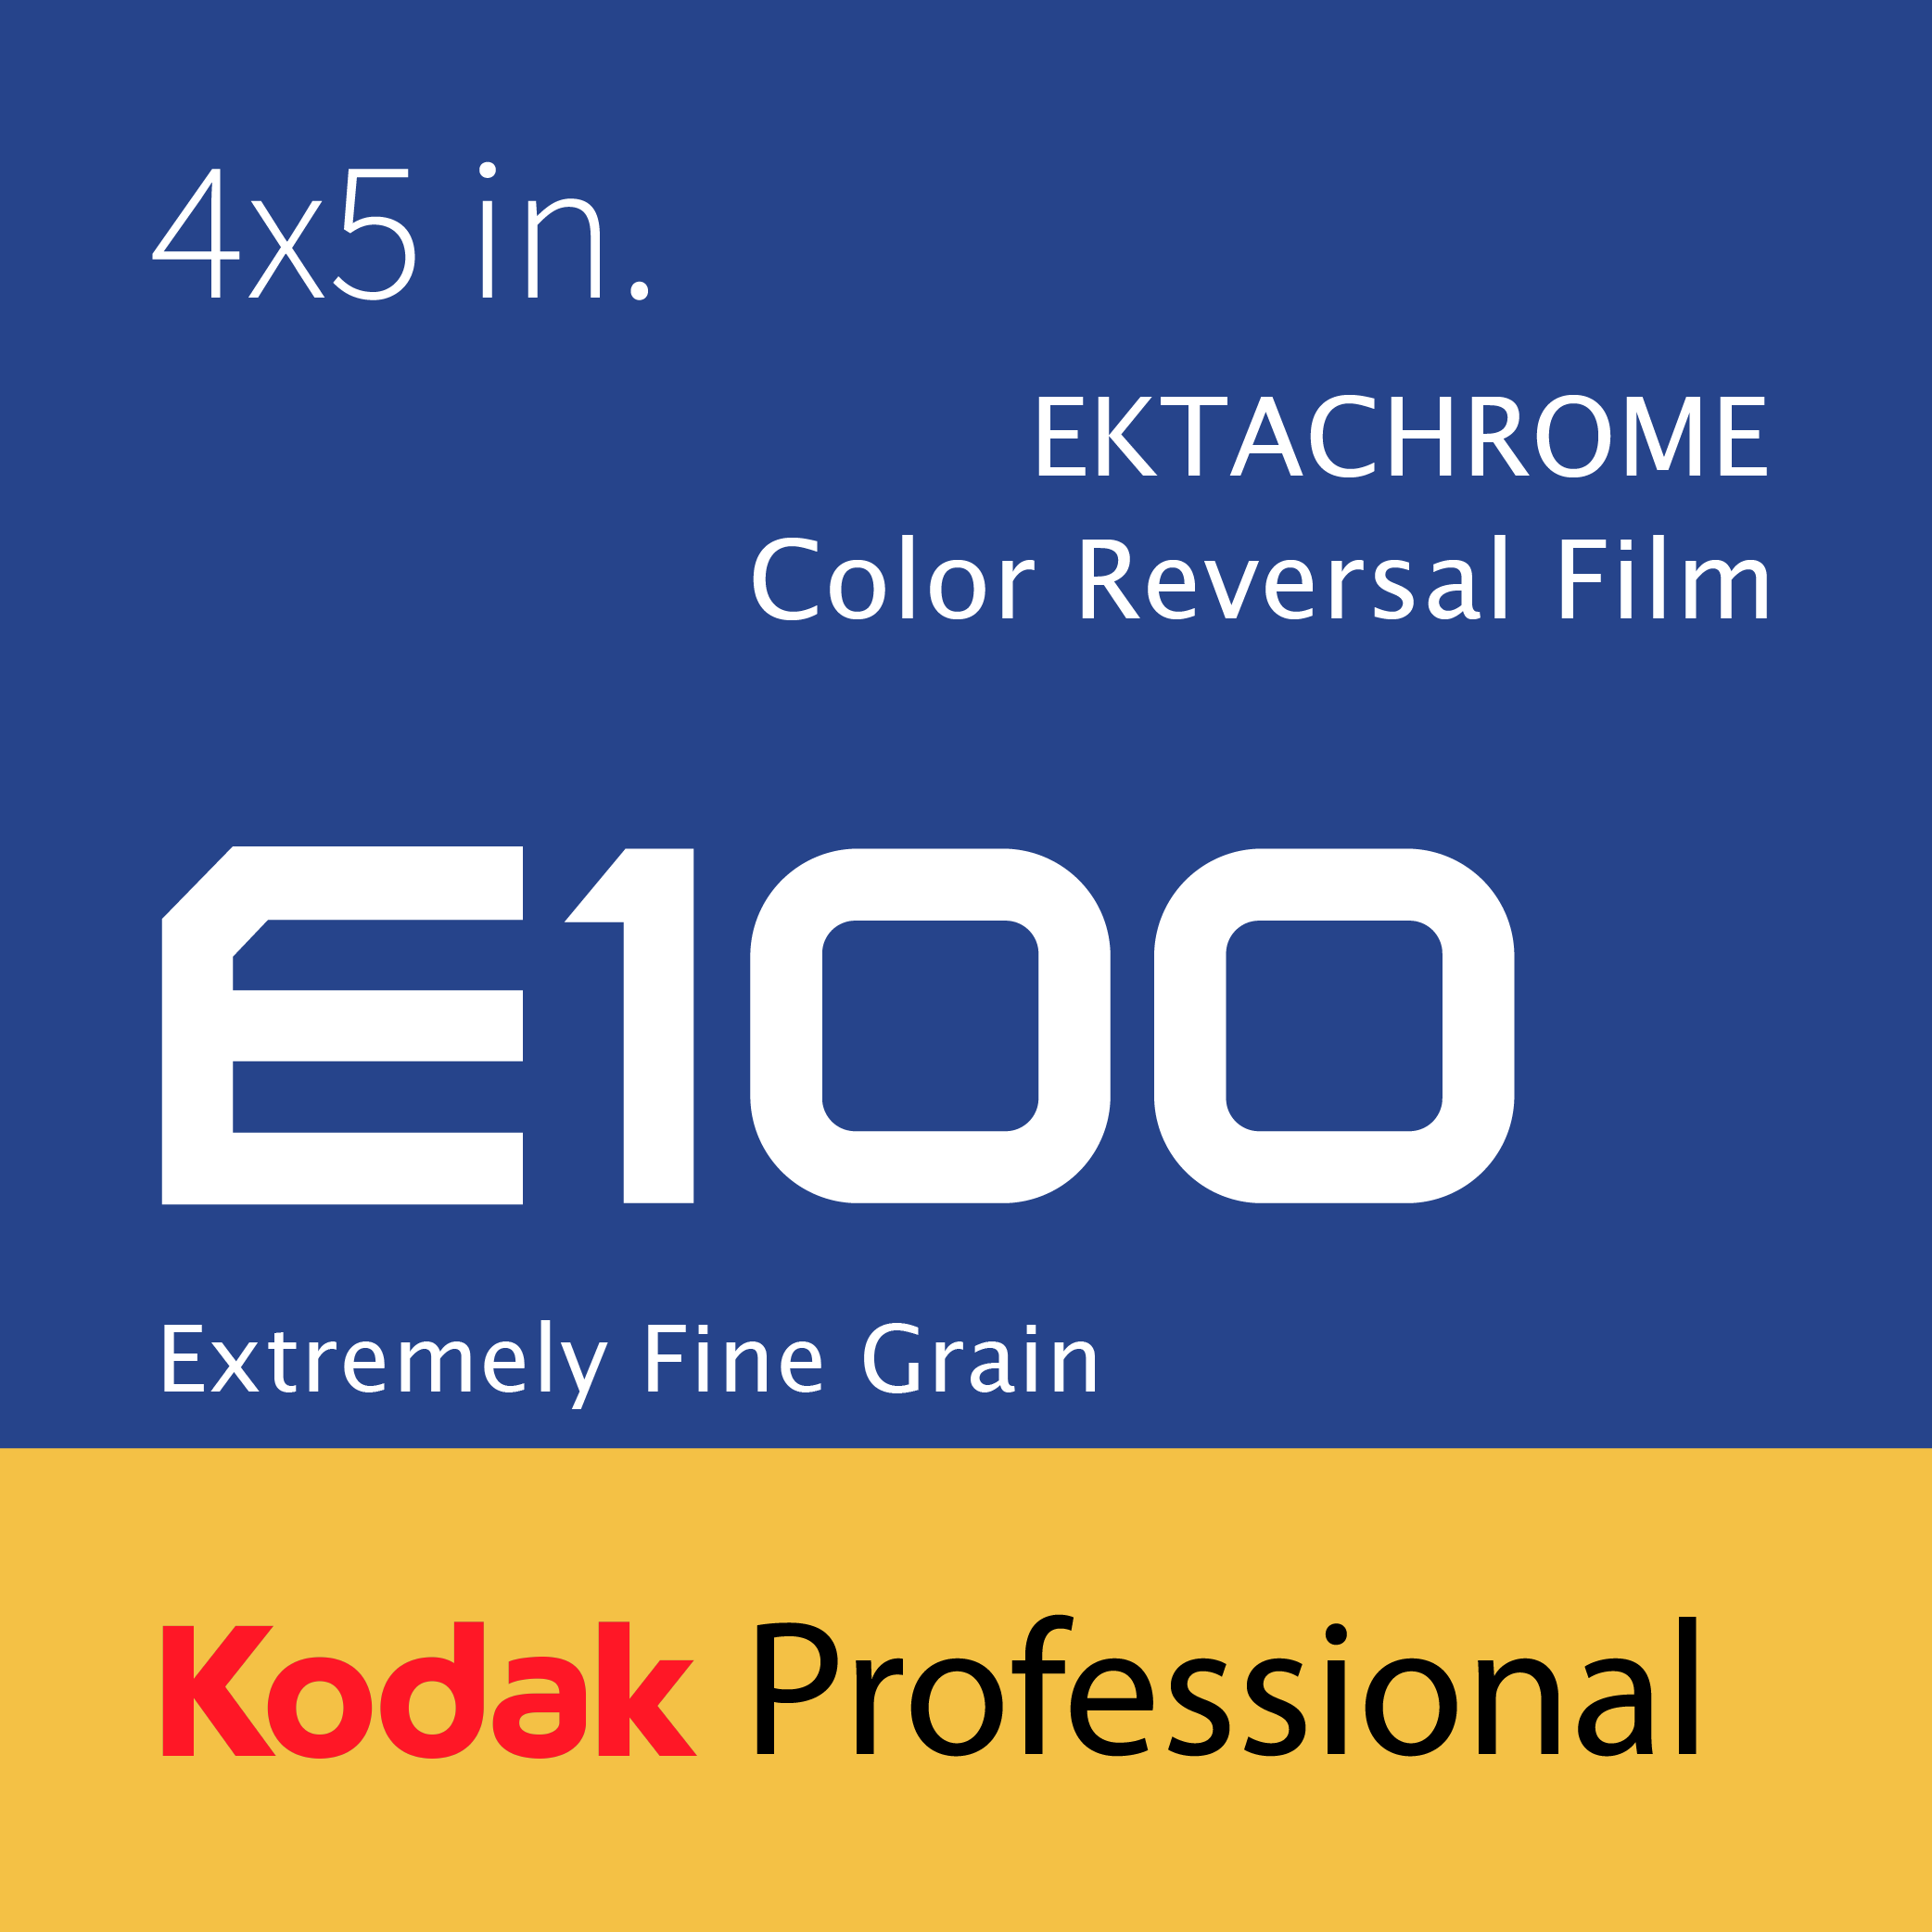 4x5 in.
EKTACHROME
Color Reversal Film
E100
Extremely Fine Grain
Kodak Professional